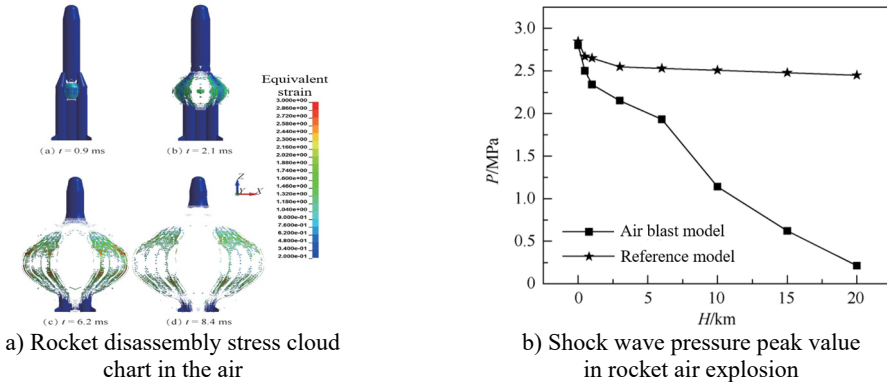 Equivalent
strain
3.000e+00
2.860e+00
2.720e+00
2.580e+00
2.440e+00
2.300e+00
2.160e+00
2.020e+00
1.880e+00
1.740e+00
1.600e+00
1.460e+00
1.320e+00
1.180e+00
1.040e+00
9.000e-01
7.600e-01
6.200e-01
4.800e-01
3.400e-01
2.000e-01
(a) t = 0.9 ms
(b) t = 2.1 ms
Z
Y X
(c) t = 6.2 ms
(d) t = 8.4 ms
a) Rocket disassembly stress cloud
chart in the air
P/MPa
3.0
2.5
2.0
1.5
1.0
0.5
0
Air blast model
Reference model
0 5 10 15 20
H/km
b) Shock wave pressure peak value
in rocket air explosion